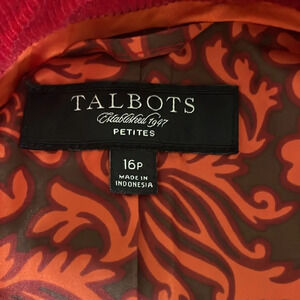 TALBOTS
Established 1947
PETITES
16P
MADE IN
INDONESIA